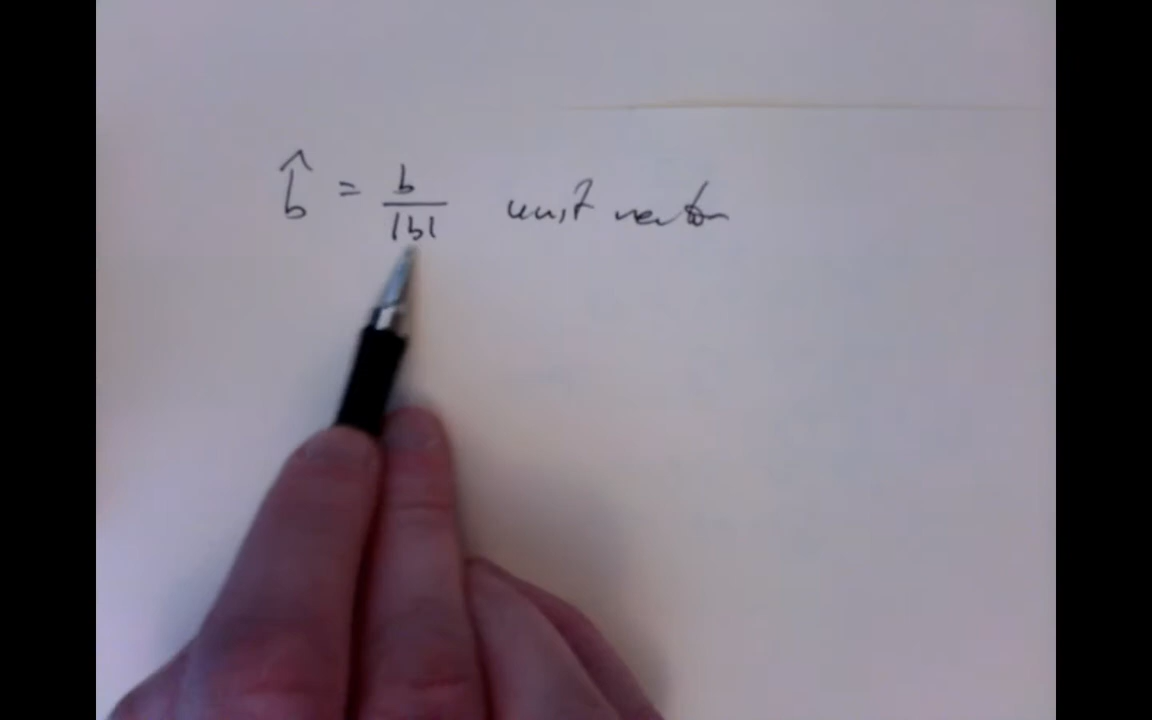 b̂ = b/|b| unit vector